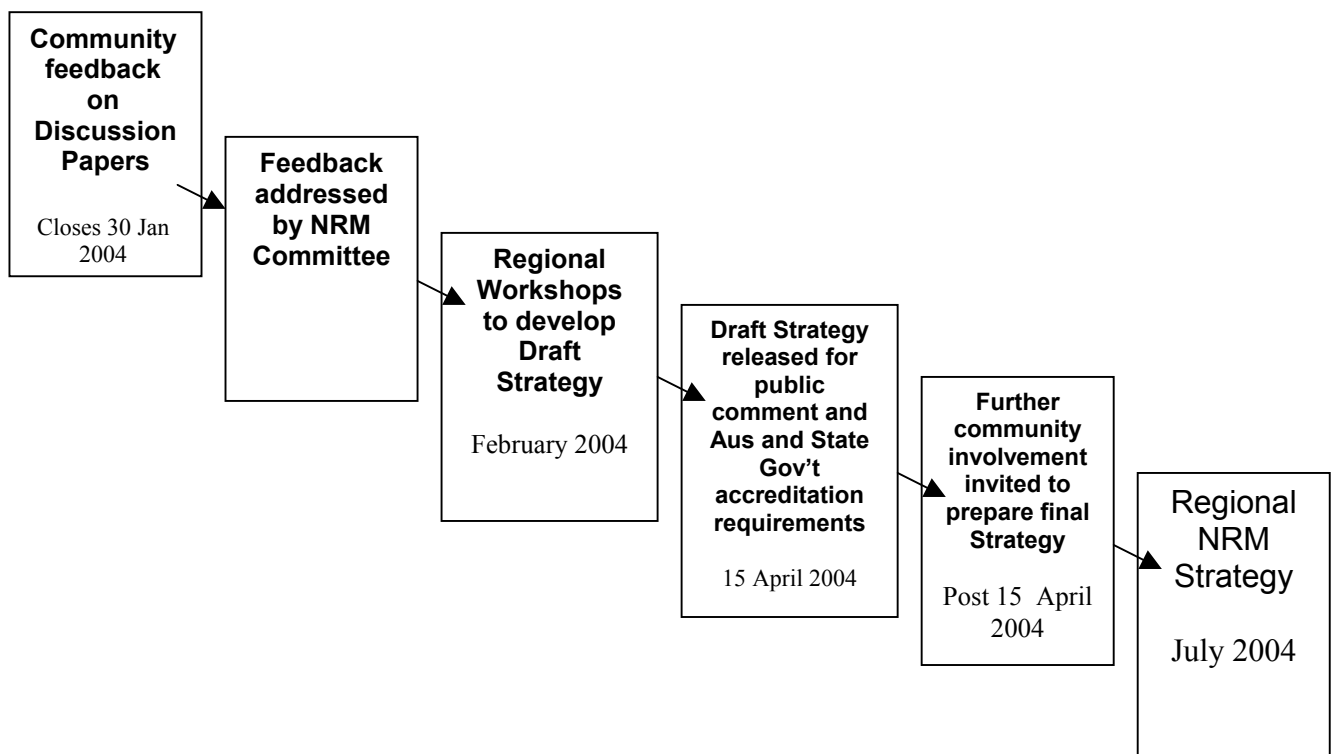 Community
feedback
on
Discussion
Papers
Closes 30 Jan
2004
Feedback
addressed
by NRM
Committee
Regional
Workshops
to develop
Draft
Strategy
February 2004
Draft Strategy
released for
public
comment and
Aus and State
Gov’t
accreditation
requirements
15 April 2004
Further
community
involvement
invited to
prepare final
Strategy
Post 15 April
2004
Regional
NRM
Strategy
July 2004